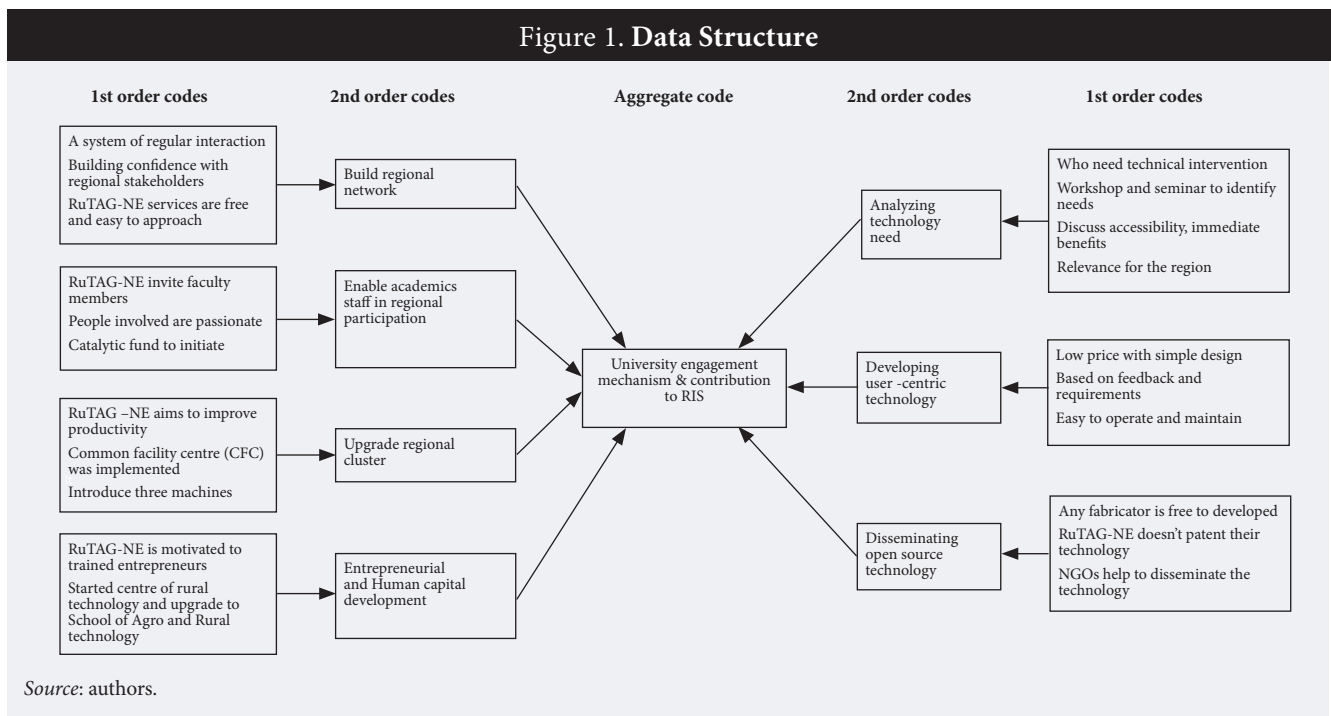 Figure 1. Data Structure
1st order codes
2nd order codes
Aggregate code
2nd order codes
1st order codes
A system of regular interaction
Building confidence with
regional stakeholders
RuTAG-NE services are free
and easy to approach
Build regional
network
RuTAG-NE invite faculty
members
People involved are passionate
Catalytic fund to initiate
Enable academics
staff in regional
participation
RuTAG –NE aims to improve
productivity
Common facility centre (CFC)
was implemented
Introduce three machines
Upgrade regional
cluster
RuTAG-NE is motivated to
trained entrepreneurs
Started centre of rural
technology and upgrade to
School of Agro and Rural
technology
Entrepreneurial
and Human capital
development
University engagement
mechanism & contribution
to RIS
Analyzing
technology
need
Who need technical intervention
Workshop and seminar to identify
needs
Discuss accessibility, immediate
benefits
Relevance for the region
Developing
user -centric
technology
Low price with simple design
Based on feedback and
requirements
Easy to operate and maintain
Disseminating
open source
technology
Any fabricator is free to developed
RuTAG-NE doesn't patent their
technology
NGOs help to disseminate the
technology
Source: authors.